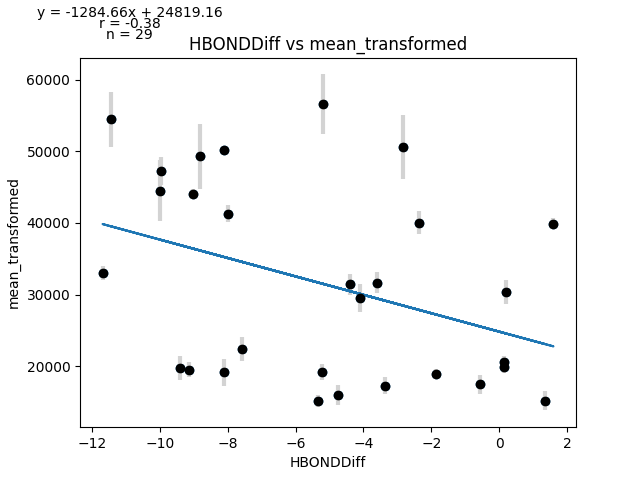 y = -1284.66x + 24819.16
r = -0.38
n = 29
HBONDDiff vs mean_transformed
60000
50000
40000
30000
20000
mean_transformed
−12 −10 −8 −6 −4 −2 0 2
HBONDDiff